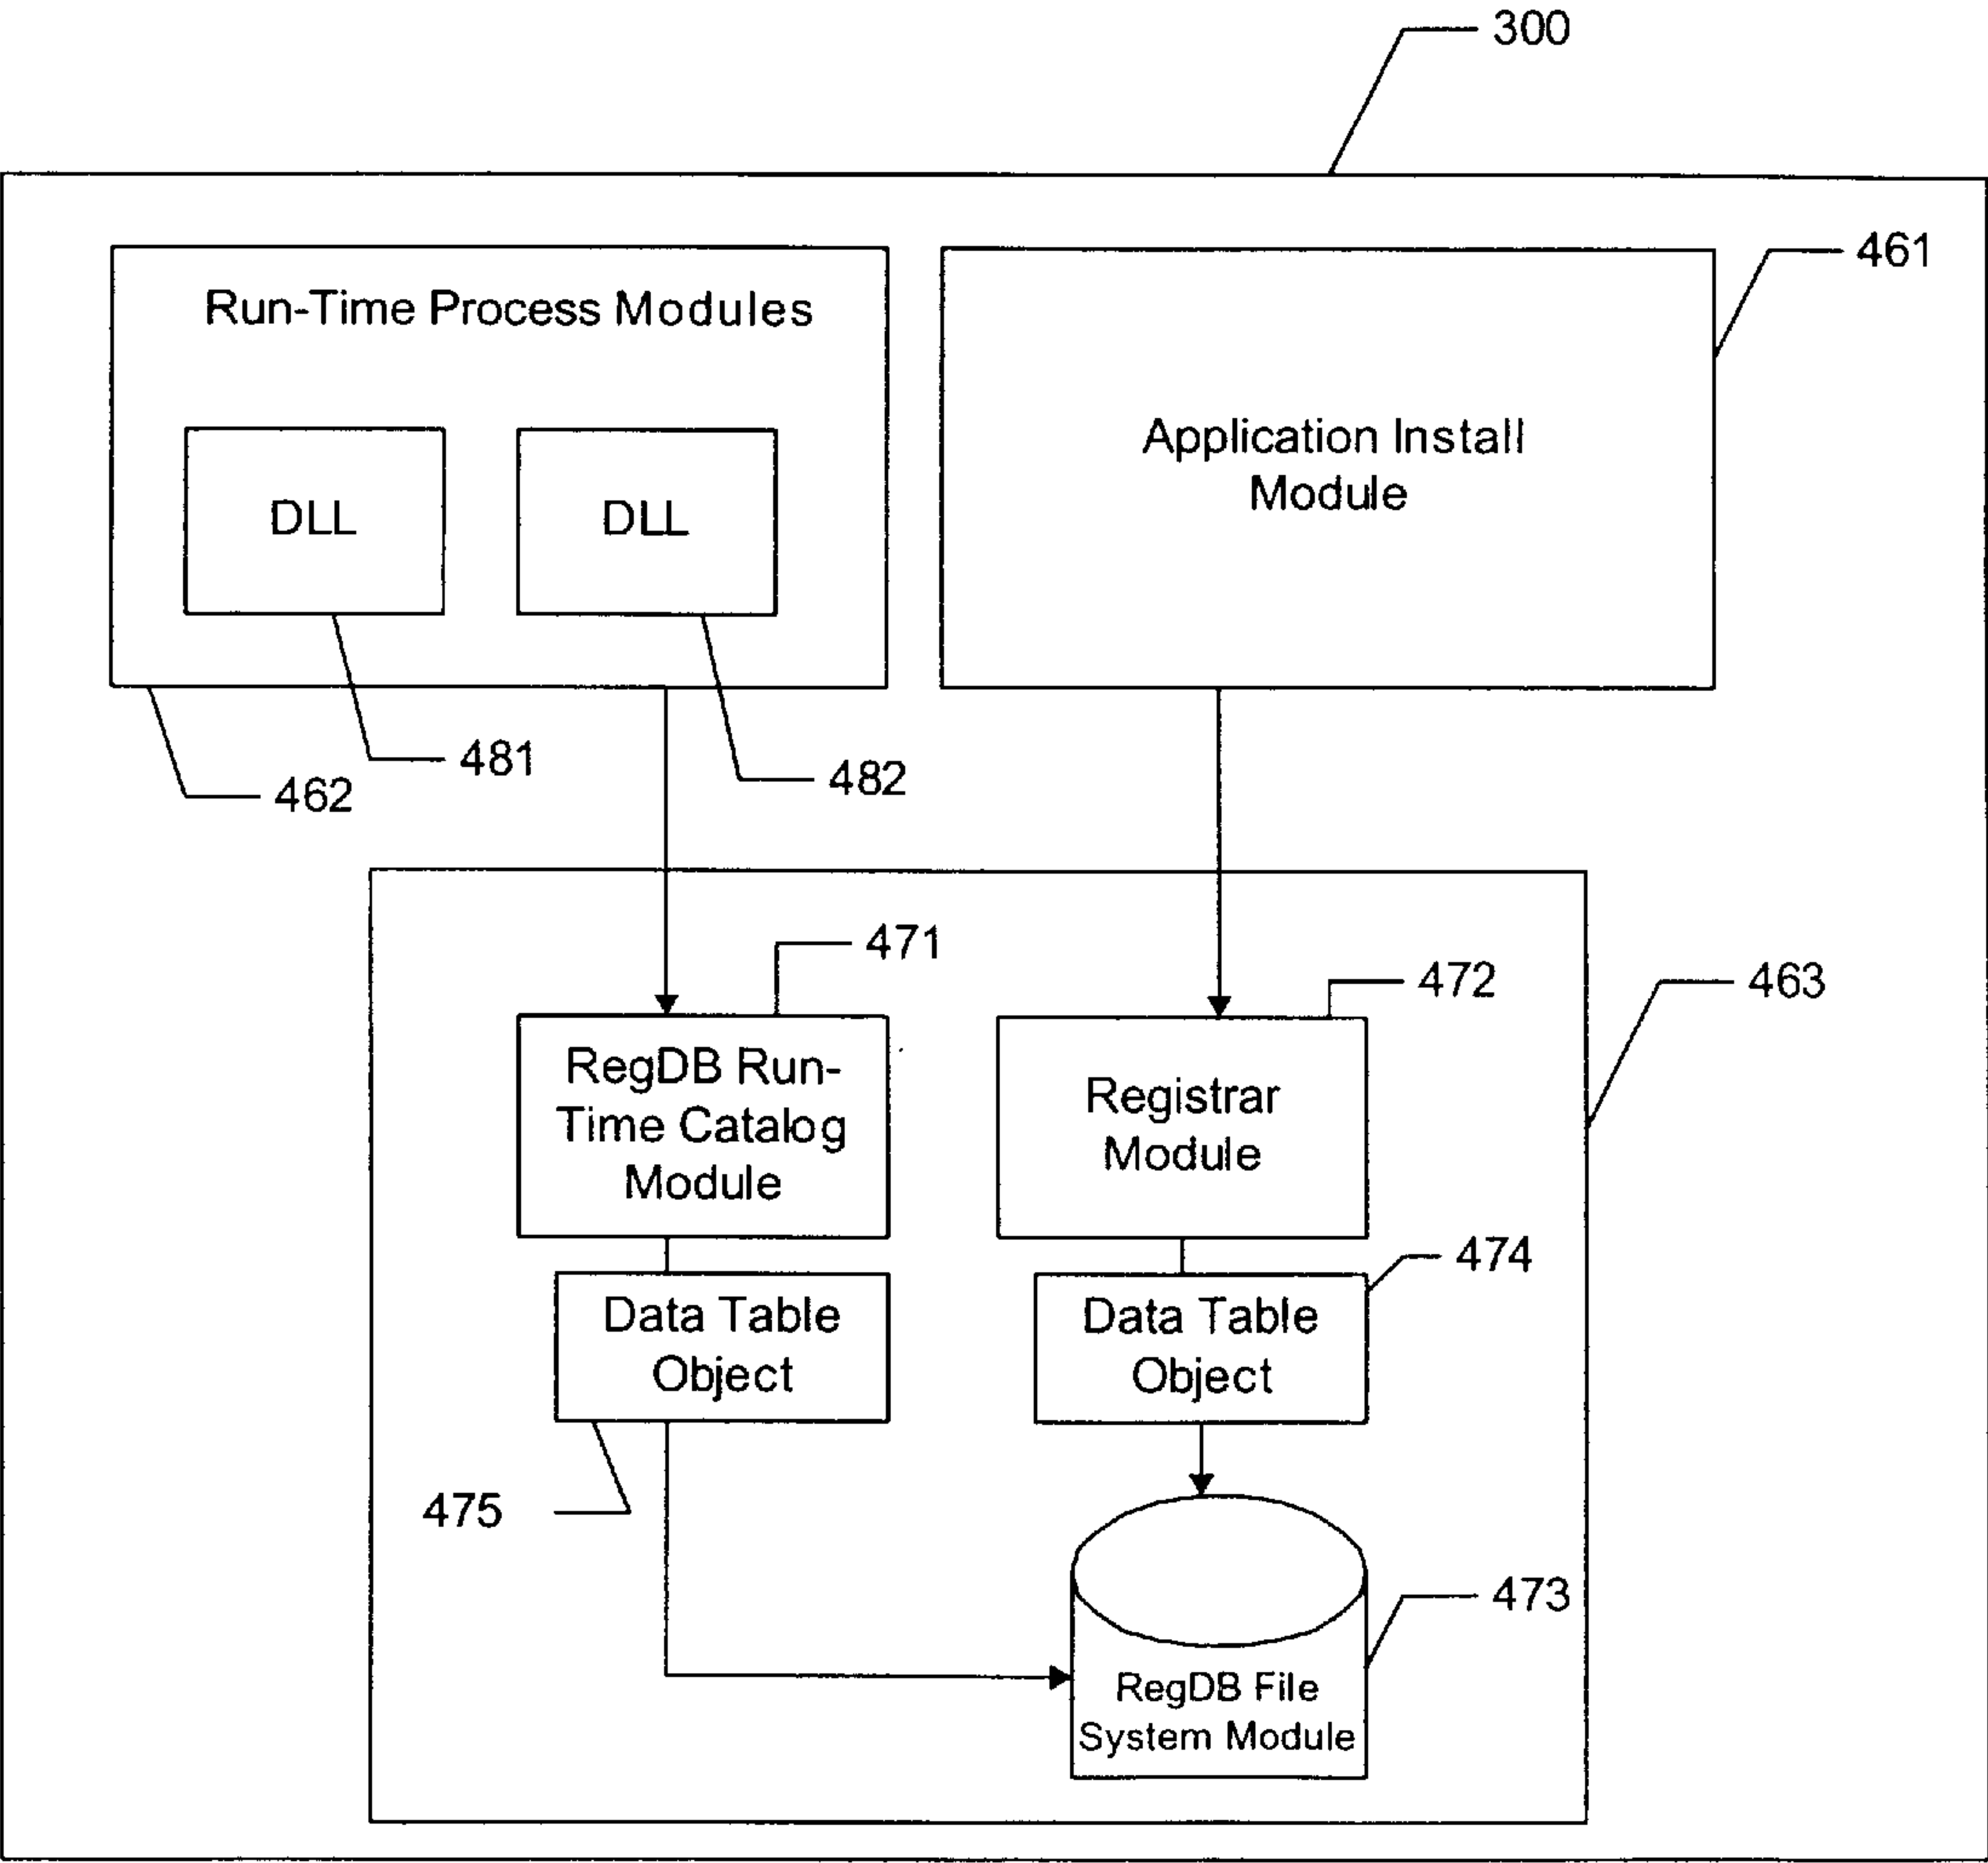 300
461
Run-Time Process Modules
Application Install
Module
DLL
DLL
481
482
462
471
472
463
RegDB Run-
Time Catalog
Module
Registrar
Module
474
Data Table
Object
Data Table
Object
475
473
RegDB File
System Module